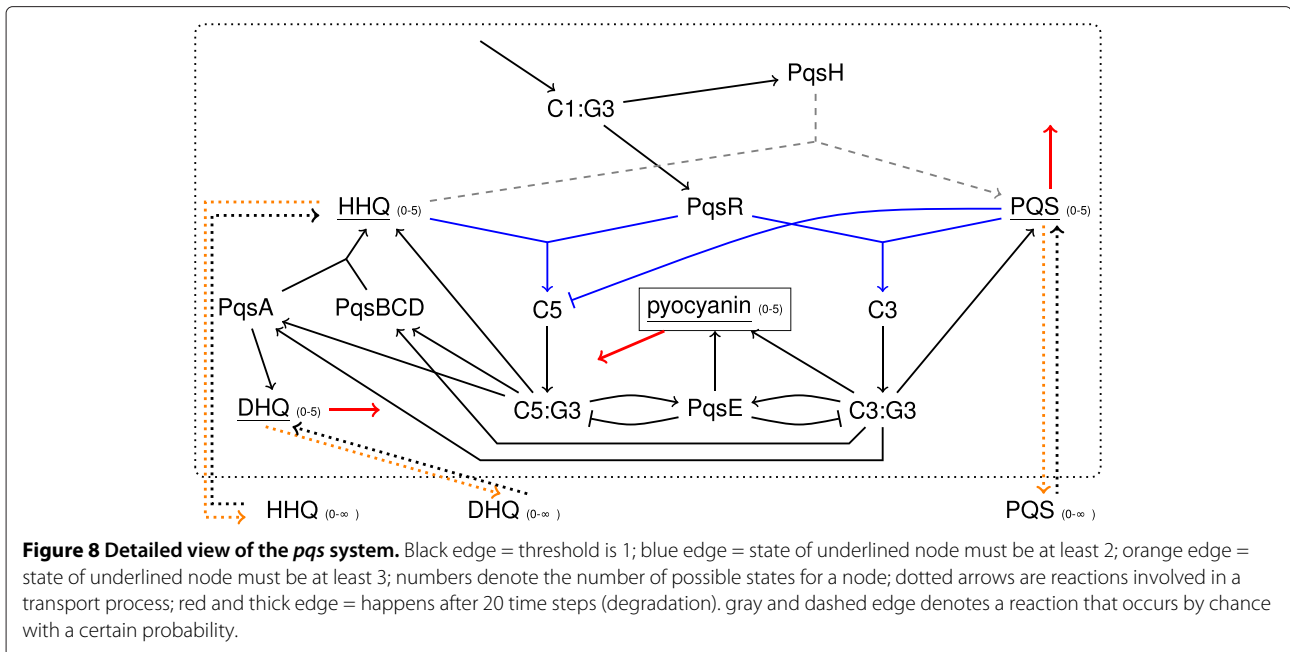 PqsH
C1:G3
HHQ (0-5)
PqsR
PQS (0-5)
PqsA
PqsBCD
C5
pyocyanin (0-5)
C3
DHQ (0-5)
C5:G3
PqsE
C3:G3
HHQ (0-∞ )
DHQ (0-∞ )
PQS (0-∞ )
Figure 8 Detailed view of the pqs system. Black edge = threshold is 1; blue edge = state of underlined node must be at least 2; orange edge =
state of underlined node must be at least 3; numbers denote the number of possible states for a node; dotted arrows are reactions involved in a
transport process; red and thick edge = happens after 20 time steps (degradation). gray and dashed edge denotes a reaction that occurs by chance
with a certain probability.